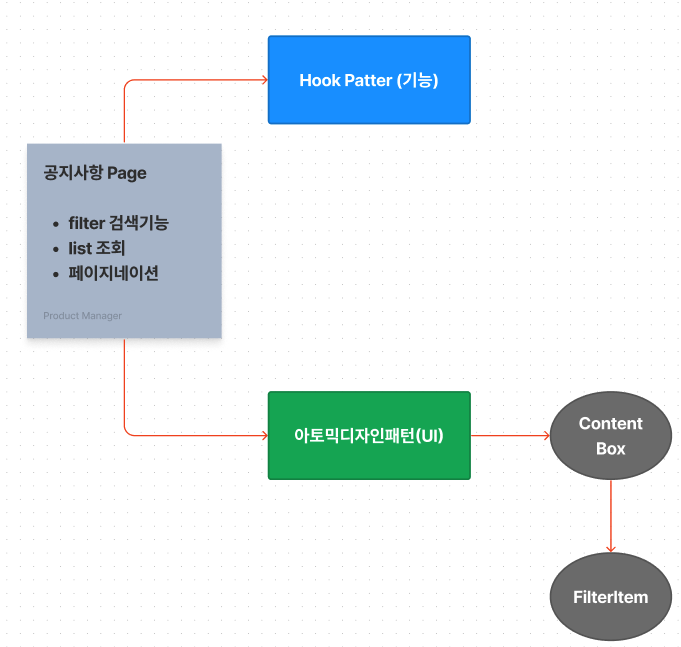 Hook Patter (기능)
공지사항 Page
• filter 검색기능
• list 조회
• 페이지네이션
Product Manager
아토믹디자인패턴(UI)
Content
Box
FilterItem